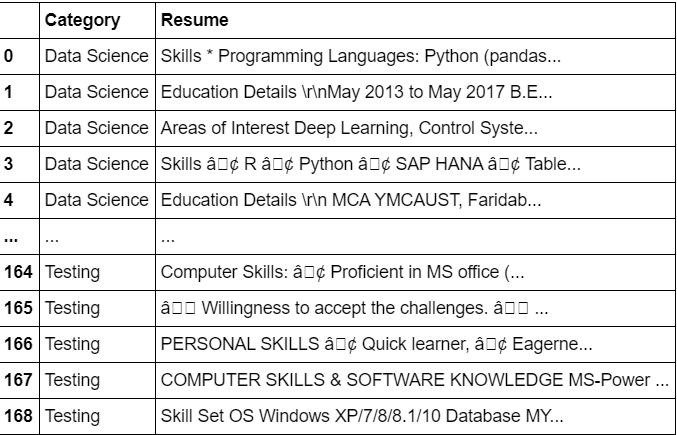 Category Resume
0 Data Science Skills * Programming Languages: Python (pandas...
1 Data Science Education Details \r\nMay 2013 to May 2017 B.E...
2 Data Science Areas of Interest Deep Learning, Control Syste...
3 Data Science Skills â□¢ R â□¢ Python â□¢ SAP HANA â□¢ Table...
4 Data Science Education Details \r\n MCA YMCAUST, Faridab...
... ... ...
164 Testing Computer Skills: â□¢ Proficient in MS office (...
165 Testing â□□ Willingness to accept the challenges. â□□ ...
166 Testing PERSONAL SKILLS â□¢ Quick learner, â□¢ Eagerne...
167 Testing COMPUTER SKILLS & SOFTWARE KNOWLEDGE MS-Power ...
168 Testing Skill Set OS Windows XP/7/8/8.1/10 Database MY...